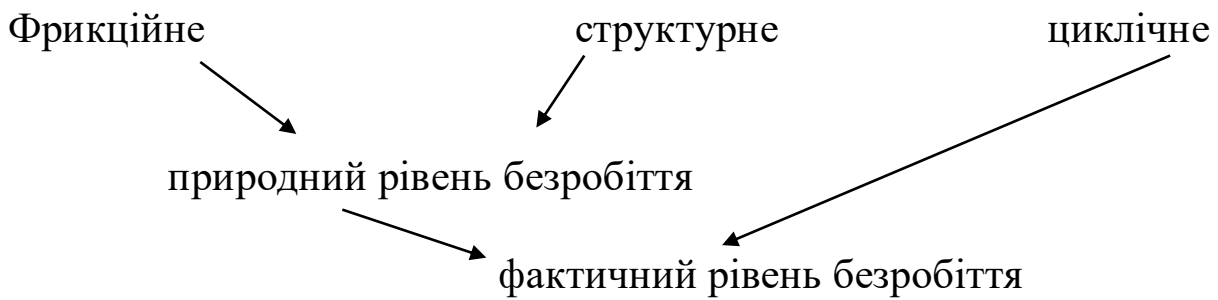 Фрикційне структурне циклічне
природний рівень безробіття
фактичний рівень безробіття